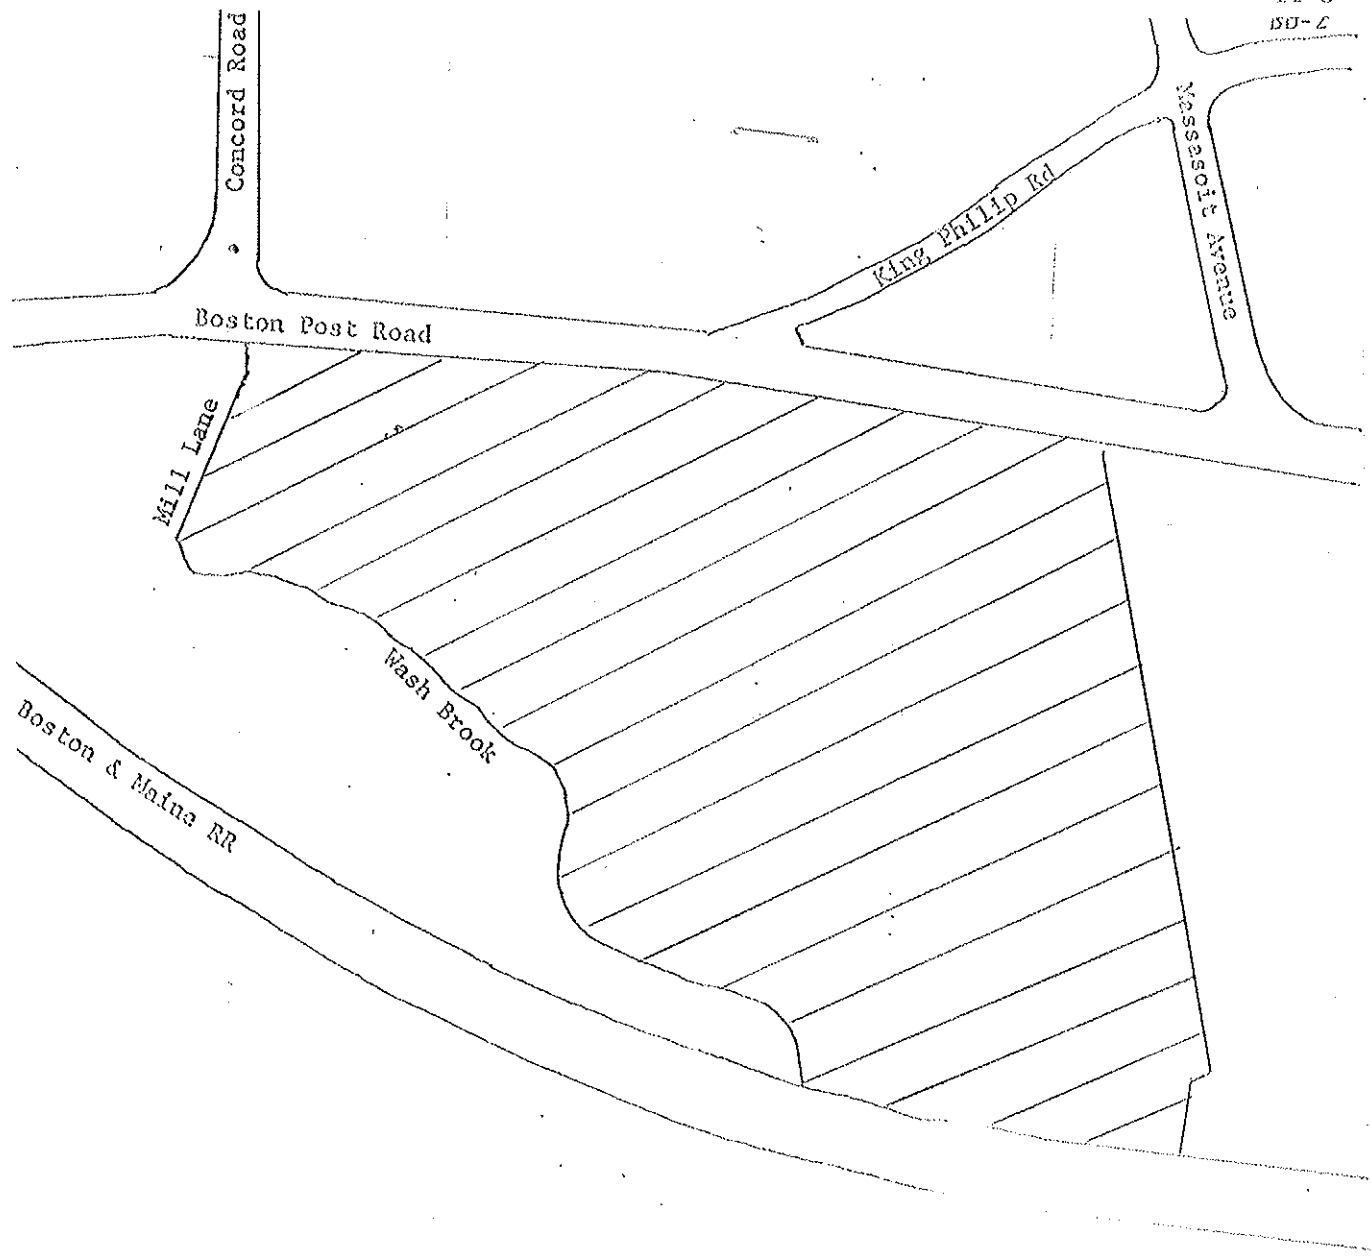 Concord Road
Massasoit Avenue
King Philip Rd
Boston Post Road
Mill Lane
Wash Brook
Boston & Maine RR